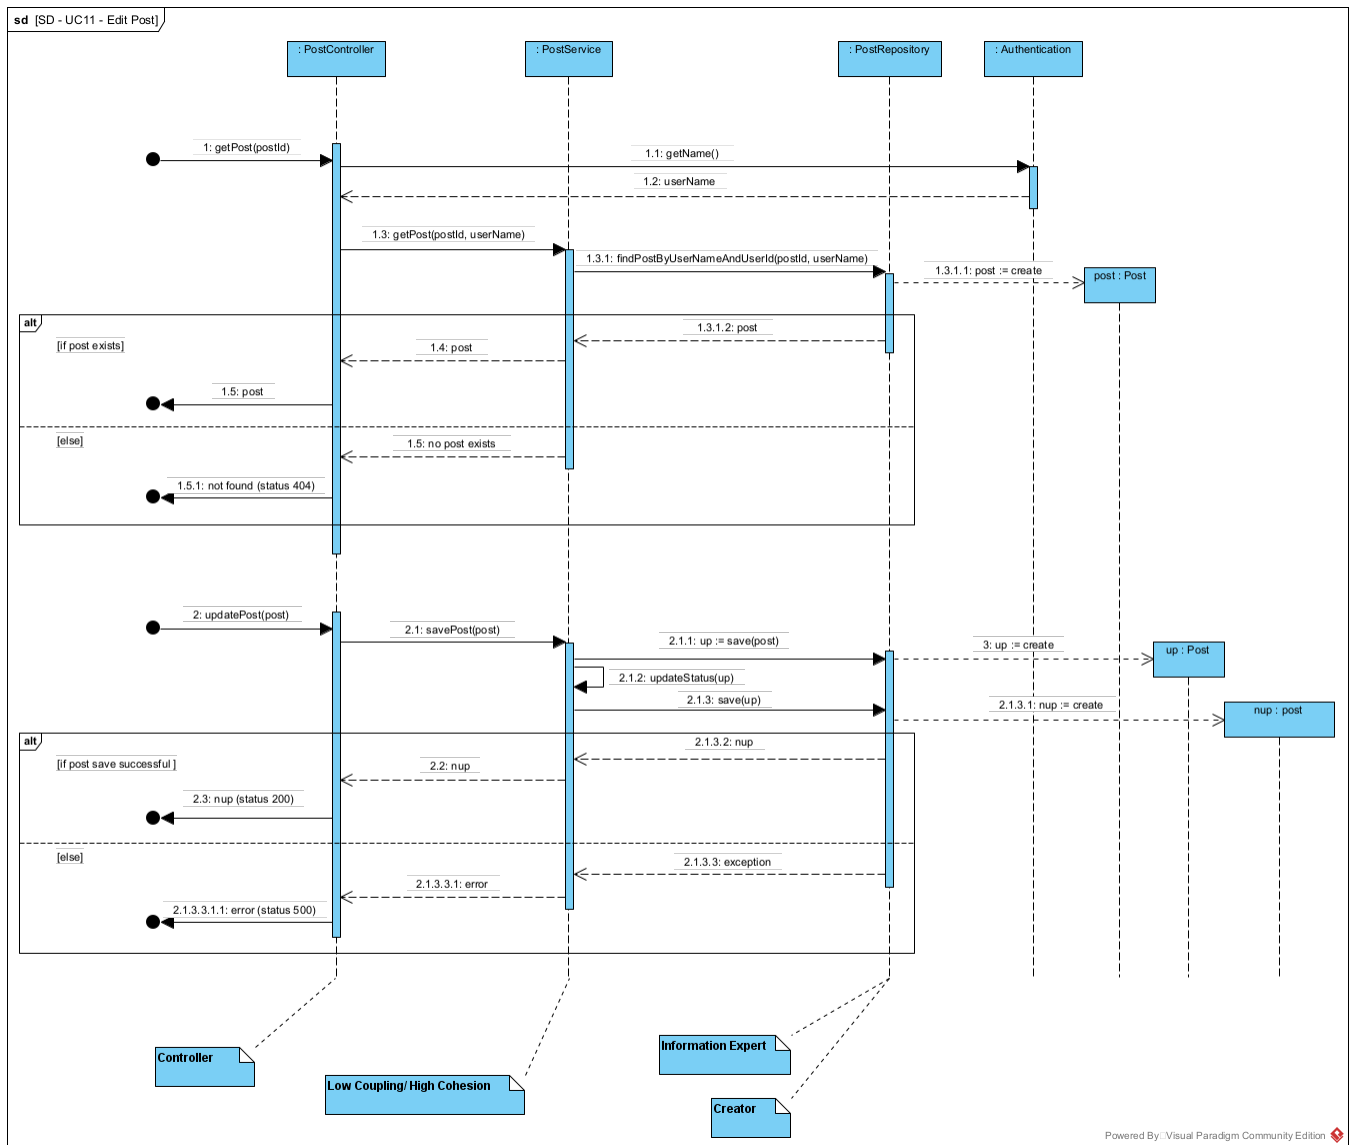 sd [SD - UC11 - Edit Post]
: PostController
: PostService
: PostRepository
: Authentication
1: getPost(postId)
1.1: getName()
1.2: userName
1.3: getPost(postId, userName)
1.3.1: findPostByUserNameAndUserId(postId, userName)
1.3.1.1: post := create
post : Post
alt
[if post exists]
1.3.1.2: post
1.4: post
1.5: post
[else]
1.5: no post exists
1.5.1: not found (status 404)
2: updatePost(post)
2.1: savePost(post)
2.1.1: up := save(post)
3: up := create
up : Post
2.1.2: updateStatus(up)
2.1.3: save(up)
2.1.3.1: nup := create
nup : post
alt
[if post save successful ]
2.1.3.2: nup
2.2: nup
2.3: nup (status 200)
[else]
2.1.3.3: exception
2.1.3.3.1: error
2.1.3.3.1.1: error (status 500)
Controller
Low Coupling/ High Cohesion
Information Expert
Creator
Powered By Visual Paradigm Community Edition